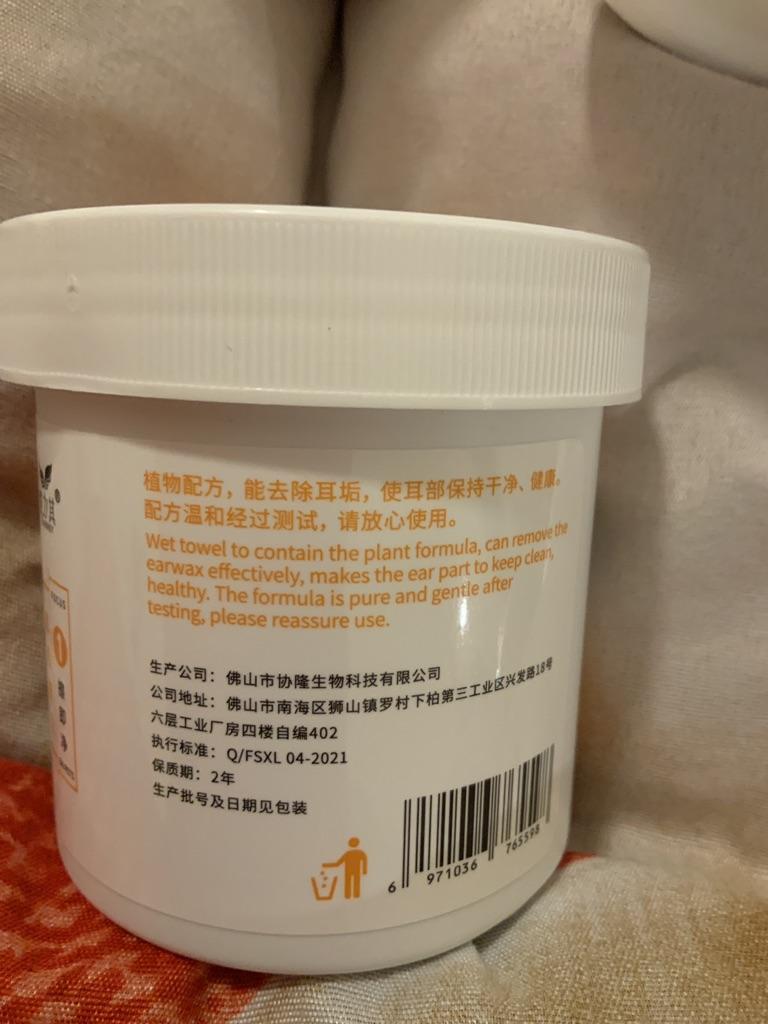 植物配方，能去除耳垢，使耳部保持干净、健康。
配方温和经过测试，请放心使用。
Wet towel to contain the plant formula, can remove the
earwax effectively, makes the ear part to keep clean,
healthy. The formula is pure and gentle after
testing, please reassure use.
生产公司：佛山市协隆生物科技有限公司
公司地址：佛山市南海区狮山镇罗村下柏第三工业区兴发路18号
六层工业厂房四楼自编402
执行标准：Q/FSXL 04-2021
保质期：2年
生产批号及日期见包装
6 971036 765598